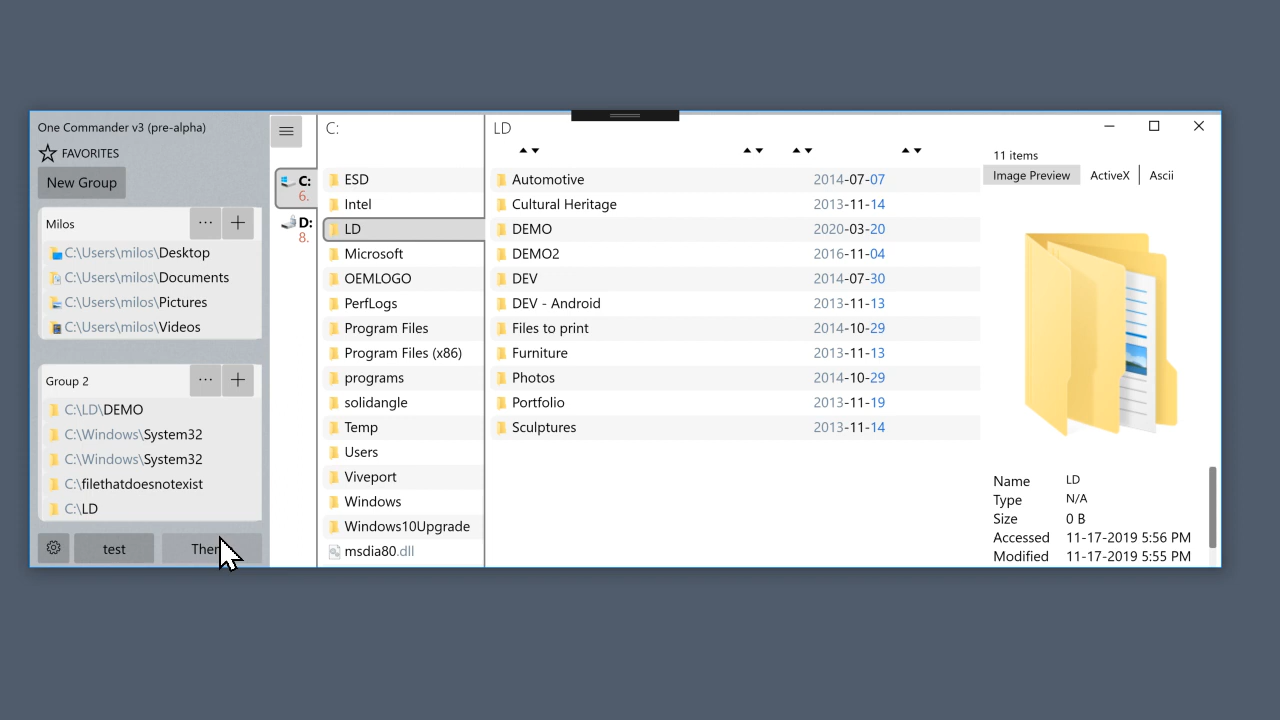 One Commander v3 (pre-alpha)
FAVORITES
New Group
Milos
C:\Users\milos\Desktop
C:\Users\milos\Documents
C:\Users\milos\Pictures
C:\Users\milos\Videos
Group 2
C:\LD\DEMO
C:\Windows\System32
C:\Windows\System32
C:\filethatdoesnotexist
C:\LD
test
C:
6.
D:
8.
C:
ESD
Intel
LD
Microsoft
OEMLOGO
PerfLogs
Program Files
Program Files (x86)
programs
solidangle
Temp
Users
Viveport
Windows
Windows10Upgrade
msdia80.dll
LD
Automotive 2014-07-07
Cultural Heritage 2013-11-14
DEMO 2020-03-20
DEMO2 2016-11-04
DEV 2014-07-30
DEV - Android 2013-11-13
Files to print 2014-10-29
Furniture 2013-11-13
Photos 2014-10-29
Portfolio 2013-11-19
Sculptures 2013-11-14
11 items
Image Preview ActiveX Ascii
Name LD
Type N/A
Size 0 B
Accessed 11-17-2019 5:56 PM
Modified 11-17-2019 5:55 PM